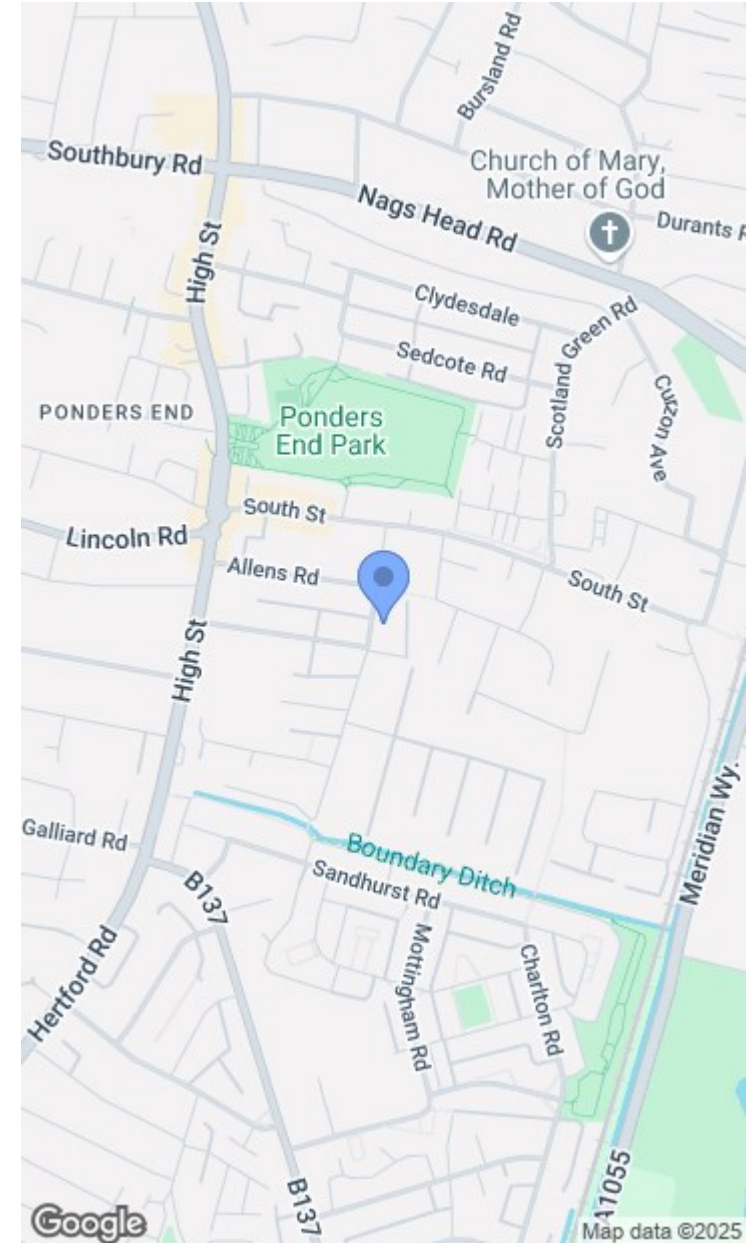 Bursland Rd
Southbury Rd
Church of Mary,
Mother of God
Durants R
Nags Head Rd
High St
Clydesdale
Scotland Green Rd
Sedcote Rd
Curzon Ave
PONDERS END
Ponders
End Park
South St
Lincoln Rd
Allens Rd
South St
High St
Meridian Wy.
Galliard Rd
Boundary Ditch
Sandhurst Rd
B137
Mottingham Rd
Charlton Rd
Hertford Rd
A1055
B137
Google
Map data ©2025